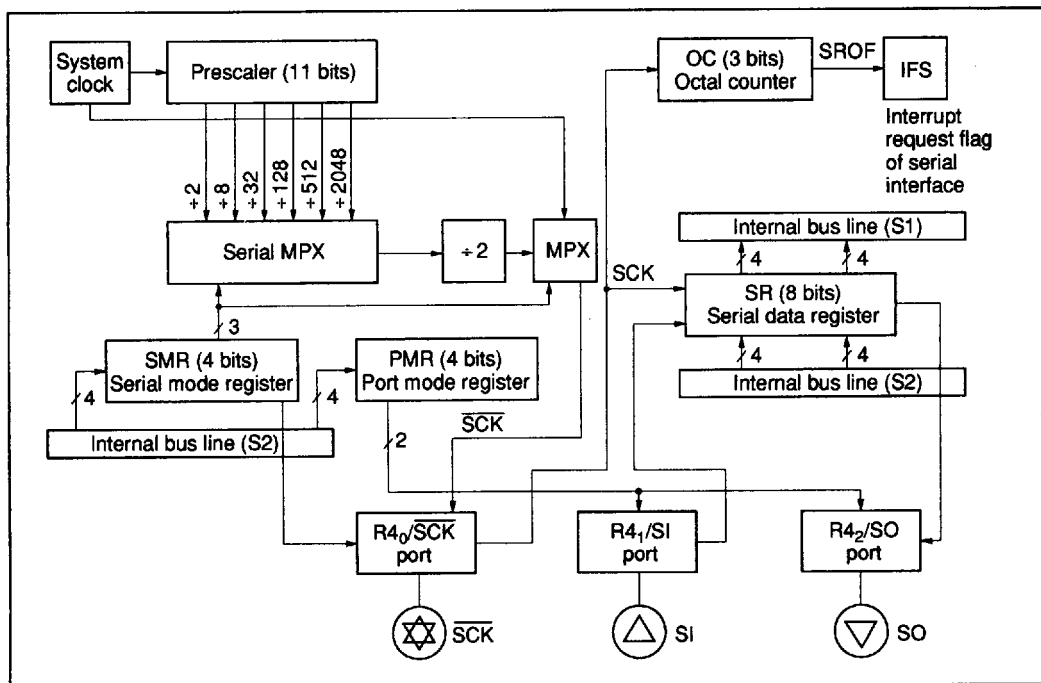 System
clock
Prescaler (11 bits)
OC (3 bits)
Octal counter
SROF
IFS
Interrupt
request flag
of serial
interface
÷2
÷8
÷32
÷128
÷512
÷2048
Serial MPX
÷2
MPX
SCK
Internal bus line (S1)
4
4
SR (8 bits)
Serial data register
4
4
Internal bus line (S2)
3
SMR (4 bits)
Serial mode register
PMR (4 bits)
Port mode register
4
4
Internal bus line (S2)
2
S̅C̅K̅
R4₀/S̅C̅K̅
port
R4₁/SI
port
R4₂/SO
port
S̅C̅K̅
SI
SO